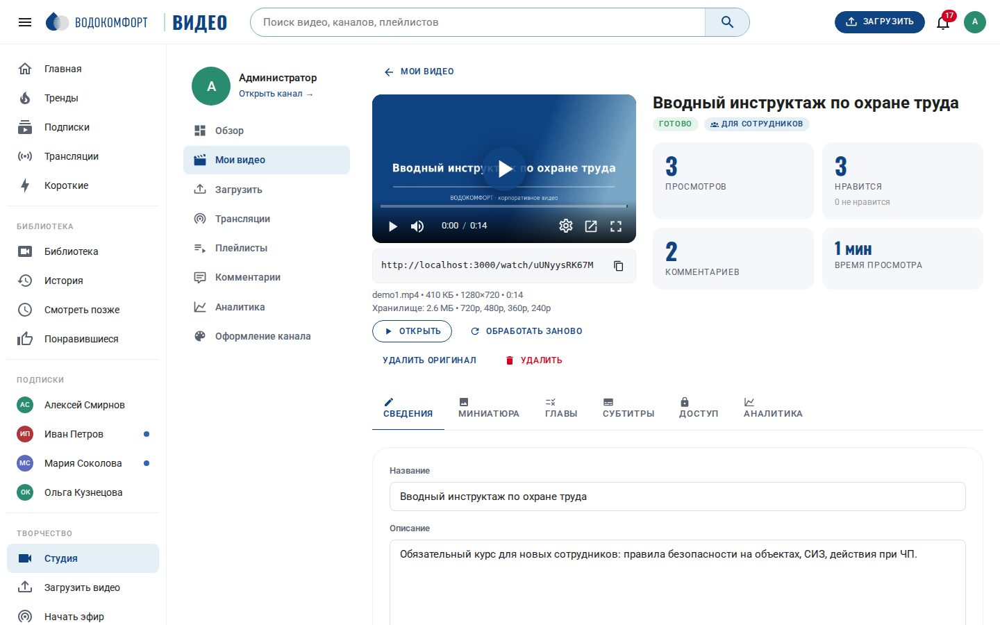 ВОДОКОМФОРТ ВИДЕО
Поиск видео, каналов, плейлистов
ЗАГРУЗИТЬ
17
А
Главная
Тренды
Подписки
Трансляции
Короткие
БИБЛИОТЕКА
Библиотека
История
Смотреть позже
Понравившиеся
ПОДПИСКИ
АС Алексей Смирнов
ИП Иван Петров
МС Мария Соколова
ОК Ольга Кузнецова
ТВОРЧЕСТВО
Студия
Загрузить видео
Начать эфир
А
Администратор
Открыть канал →
Обзор
Мои видео
Загрузить
Трансляции
Плейлисты
Комментарии
Аналитика
Оформление канала
МОИ ВИДЕО
Вводный инструктаж по охране труда
ВОДОКОМФОРТ · корпоративное видео
0:00 / 0:14
http://localhost:3000/watch/uUNyysRK67M
demo1.mp4 • 410 КБ • 1280×720 • 0:14
Хранилище: 2.6 МБ • 720p, 480p, 360p, 240p
ОТКРЫТЬ
ОБРАБОТАТЬ ЗАНОВО
УДАЛИТЬ ОРИГИНАЛ
УДАЛИТЬ
Вводный инструктаж по охране труда
ГОТОВО
ДЛЯ СОТРУДНИКОВ
3
ПРОСМОТРОВ
3
НРАВИТСЯ
0 не нравится
2
КОММЕНТАРИЕВ
1 мин
ВРЕМЯ ПРОСМОТРА
СВЕДЕНИЯ
МИНИАТЮРА
ГЛАВЫ
СУБТИТРЫ
ДОСТУП
АНАЛИТИКА
Название
Вводный инструктаж по охране труда
Описание
Обязательный курс для новых сотрудников: правила безопасности на объектах, СИЗ, действия при ЧП.